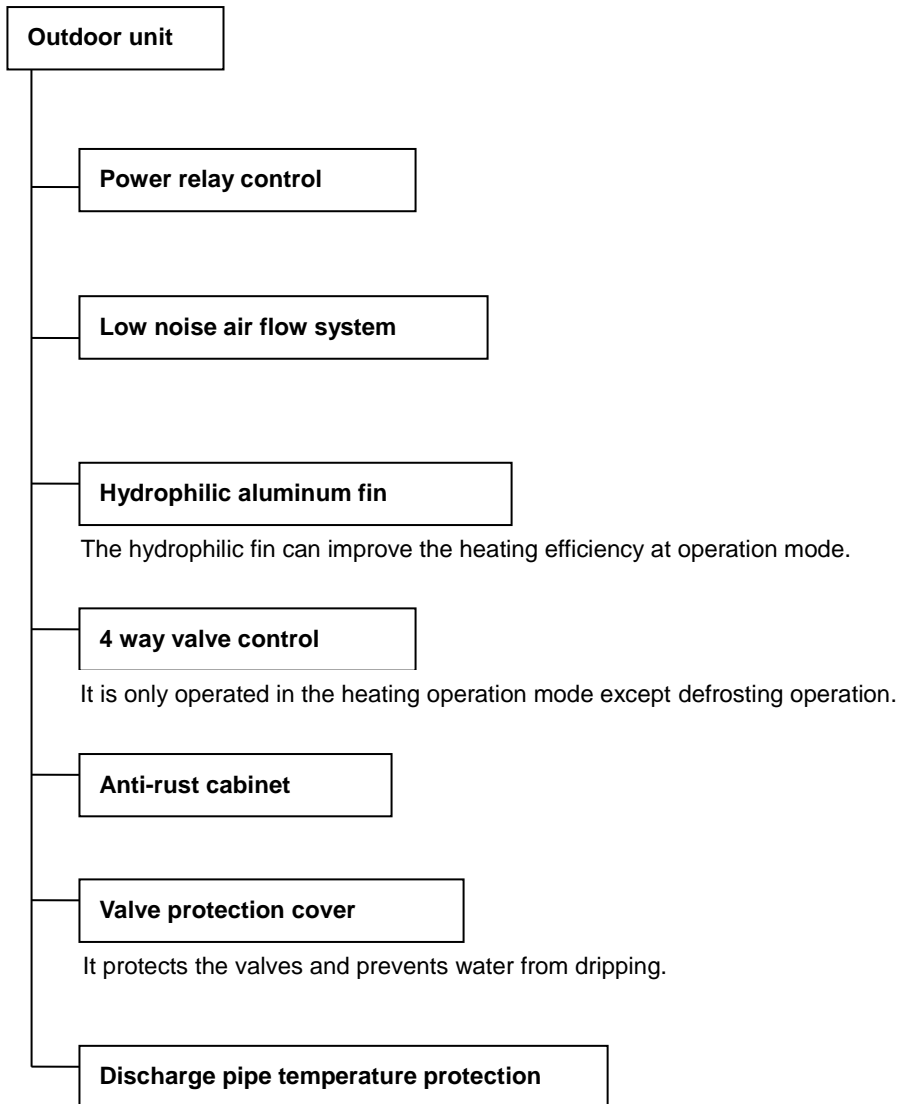 Outdoor unit
Power relay control
Low noise air flow system
Hydrophilic aluminum fin
The hydrophilic fin can improve the heating efficiency at operation mode.
4 way valve control
It is only operated in the heating operation mode except defrosting operation.
Anti-rust cabinet
Valve protection cover
It protects the valves and prevents water from dripping.
Discharge pipe temperature protection